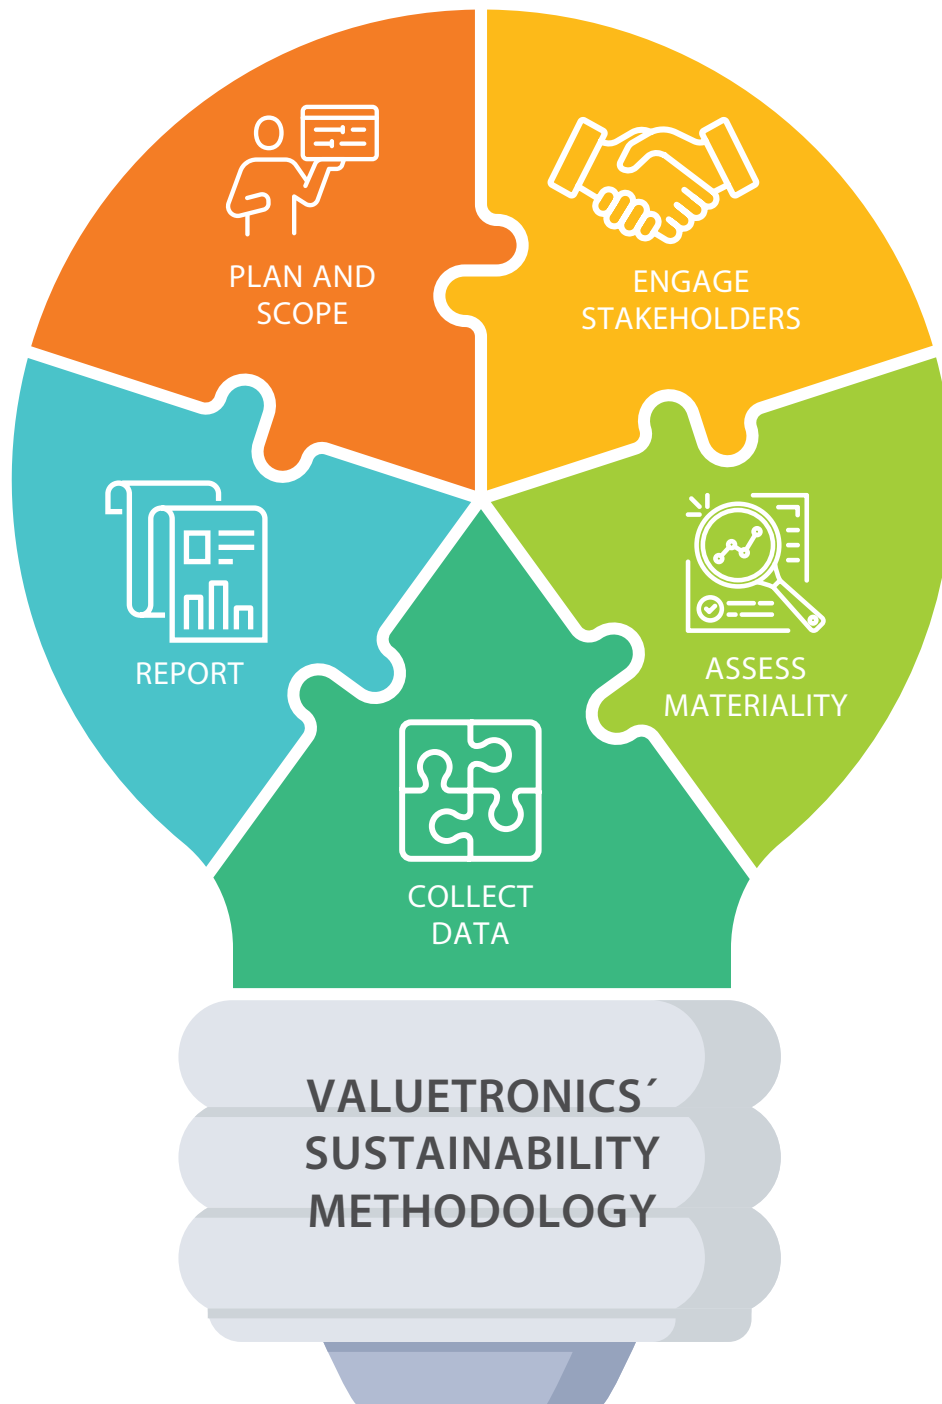 PLAN AND
SCOPE
ENGAGE
STAKEHOLDERS
ASSESS
MATERIALITY
COLLECT
DATA
REPORT
VALUETRONICS´
SUSTAINABILITY
METHODOLOGY